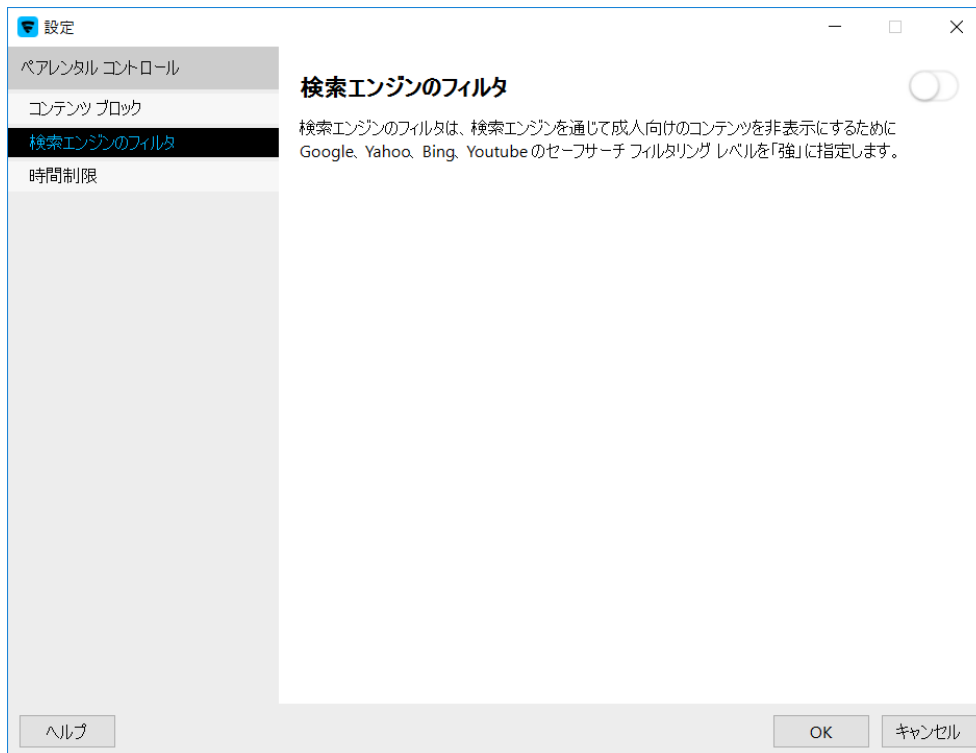 設定
ペアレンタル コントロール
コンテンツ ブロック
検索エンジンのフィルタ
時間制限
検索エンジンのフィルタ
検索エンジンのフィルタは、検索エンジンを通じて成人向けのコンテンツを非表示にするために
Google、Yahoo、Bing、Youtube のセーフサーチ フィルタリング レベルを「強」に指定します。
ヘルプ
OK
キャンセル